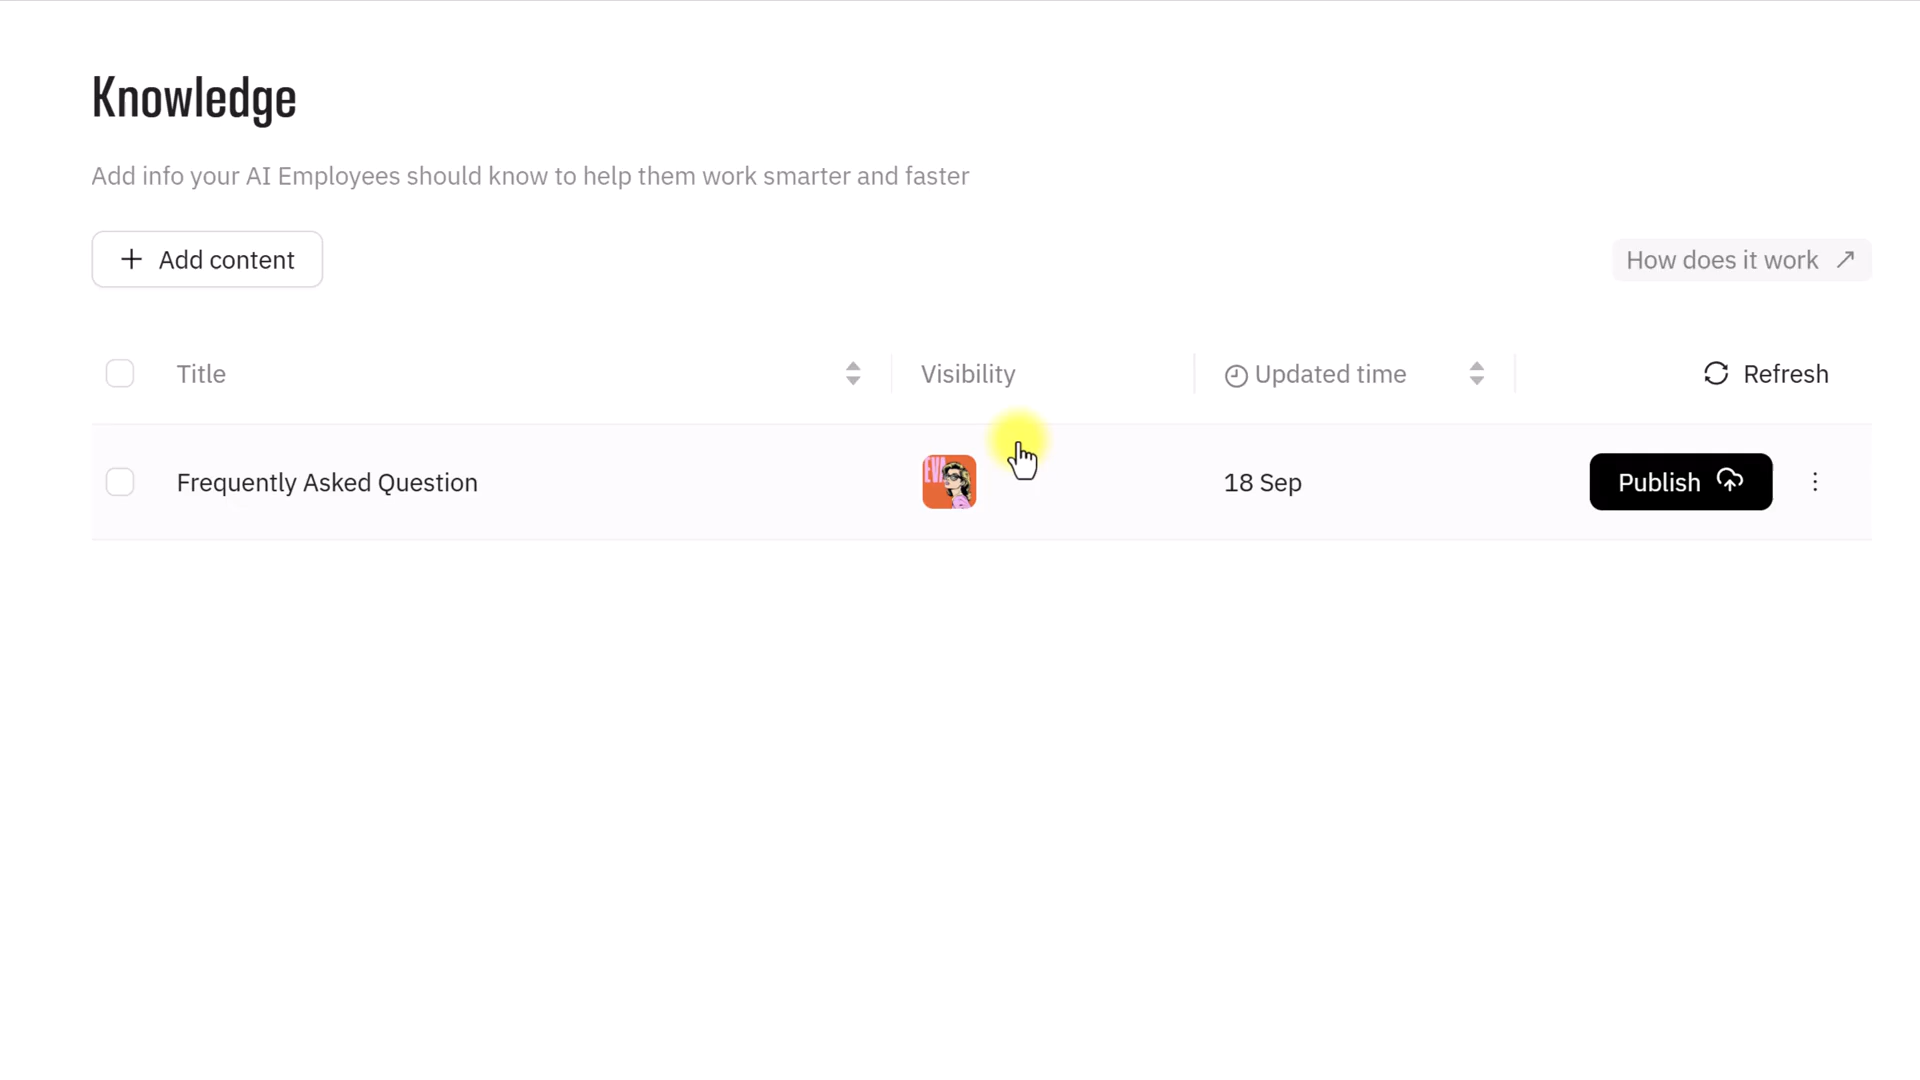 Knowledge
Add info your AI Employees should know to help them work smarter and faster
Add content
How does it work
Title
Visibility
Updated time
Refresh
Frequently Asked Question
EVA
18 Sep
Publish